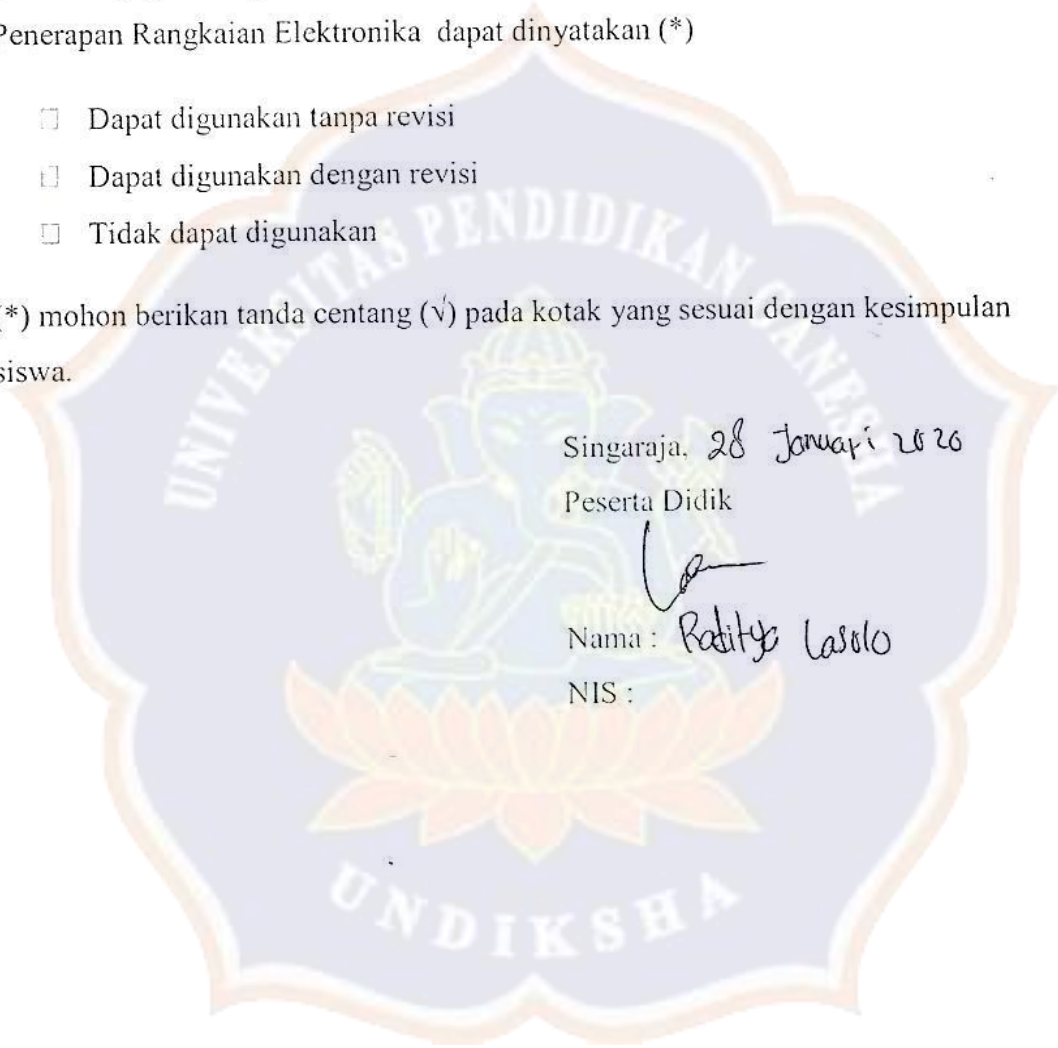 Penerapan Rangkaian Elektronika dapat dinyatakan (*)
Dapat digunakan tanpa revisi
Dapat digunakan dengan revisi
Tidak dapat digunakan
(*) mohon berikan tanda centang (√) pada kotak yang sesuai dengan kesimpulan
siswa.
Singaraja, 28 Januari 2020
Peserta Didik
Nama :
NIS :
UNIVERSITAS PENDIDIKAN GANESHA
UNDIKSHA